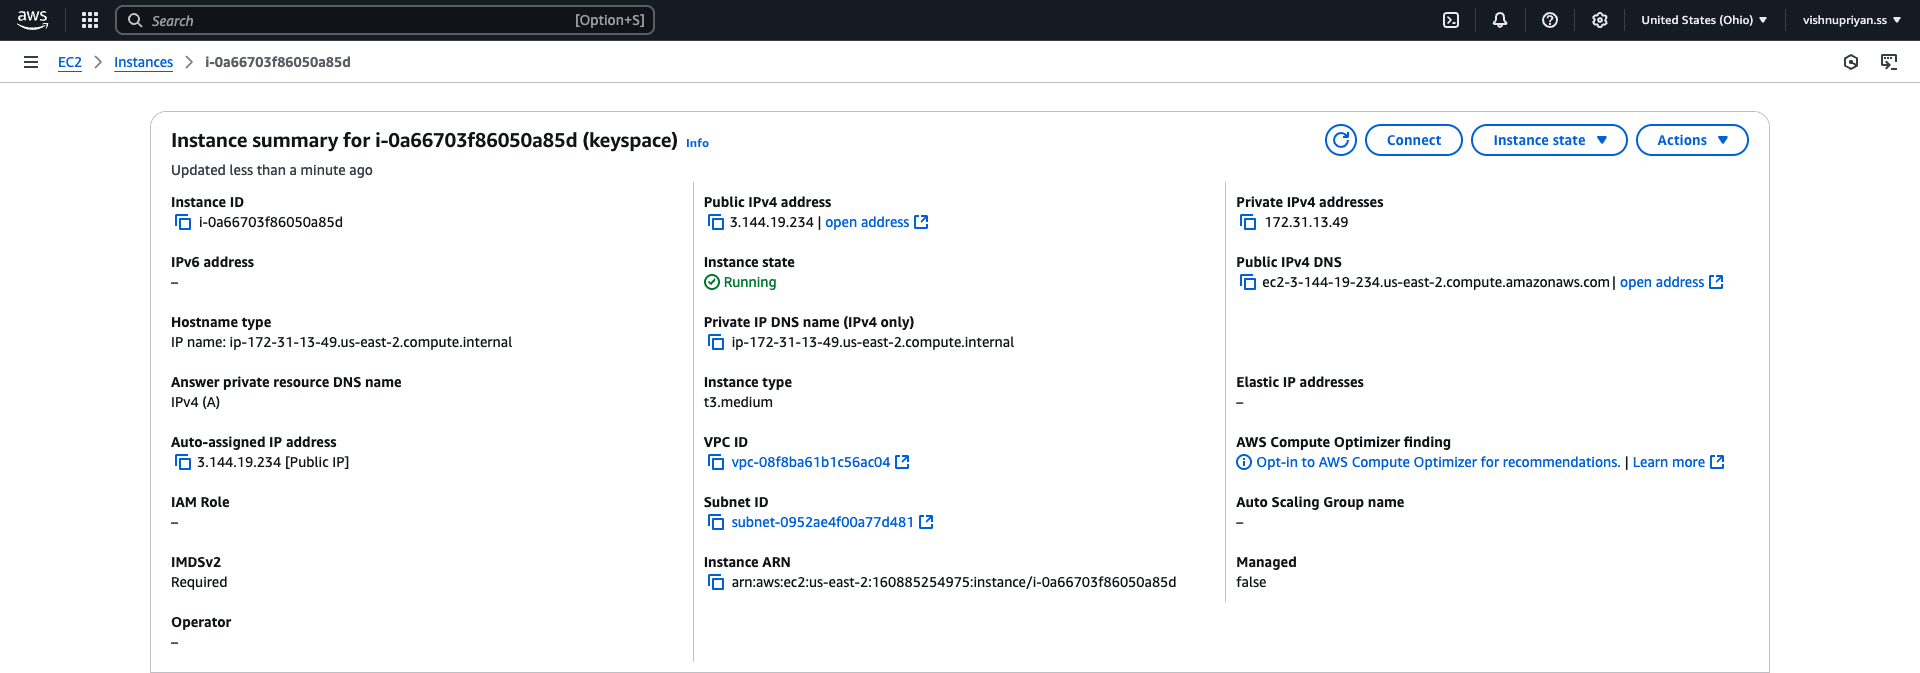 aws
Search [Option+S]
United States (Ohio)
vishnupriyan.ss
EC2 > Instances > i-0a66703f86050a85d
Instance summary for i-0a66703f86050a85d (keyspace) Info
Updated less than a minute ago
Connect
Instance state
Actions
Instance ID
i-0a66703f86050a85d
Public IPv4 address
3.144.19.234 | open address
Private IPv4 addresses
172.31.13.49
IPv6 address
–
Instance state
Running
Public IPv4 DNS
ec2-3-144-19-234.us-east-2.compute.amazonaws.com | open address
Hostname type
IP name: ip-172-31-13-49.us-east-2.compute.internal
Private IP DNS name (IPv4 only)
ip-172-31-13-49.us-east-2.compute.internal
Answer private resource DNS name
IPv4 (A)
Instance type
t3.medium
Elastic IP addresses
–
Auto-assigned IP address
3.144.19.234 [Public IP]
VPC ID
vpc-08f8ba61b1c56ac04
AWS Compute Optimizer finding
Opt-in to AWS Compute Optimizer for recommendations. | Learn more
IAM Role
–
Subnet ID
subnet-0952ae4f00a77d481
Auto Scaling Group name
–
IMDSv2
Required
Instance ARN
arn:aws:ec2:us-east-2:160885254975:instance/i-0a66703f86050a85d
Managed
false
Operator
–